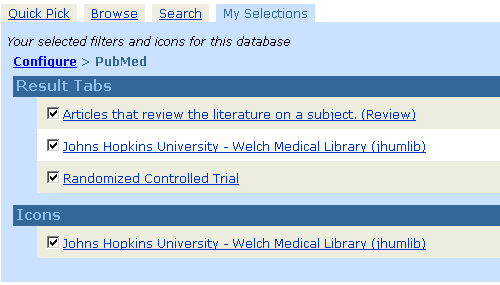 Quick Pick Browse Search My Selections
Your selected filters and icons for this database
Configure > PubMed
Result Tabs
Articles that review the literature on a subject. (Review)
Johns Hopkins University - Welch Medical Library (jhumlib)
Randomized Controlled Trial
Icons
Johns Hopkins University - Welch Medical Library (jhumlib)